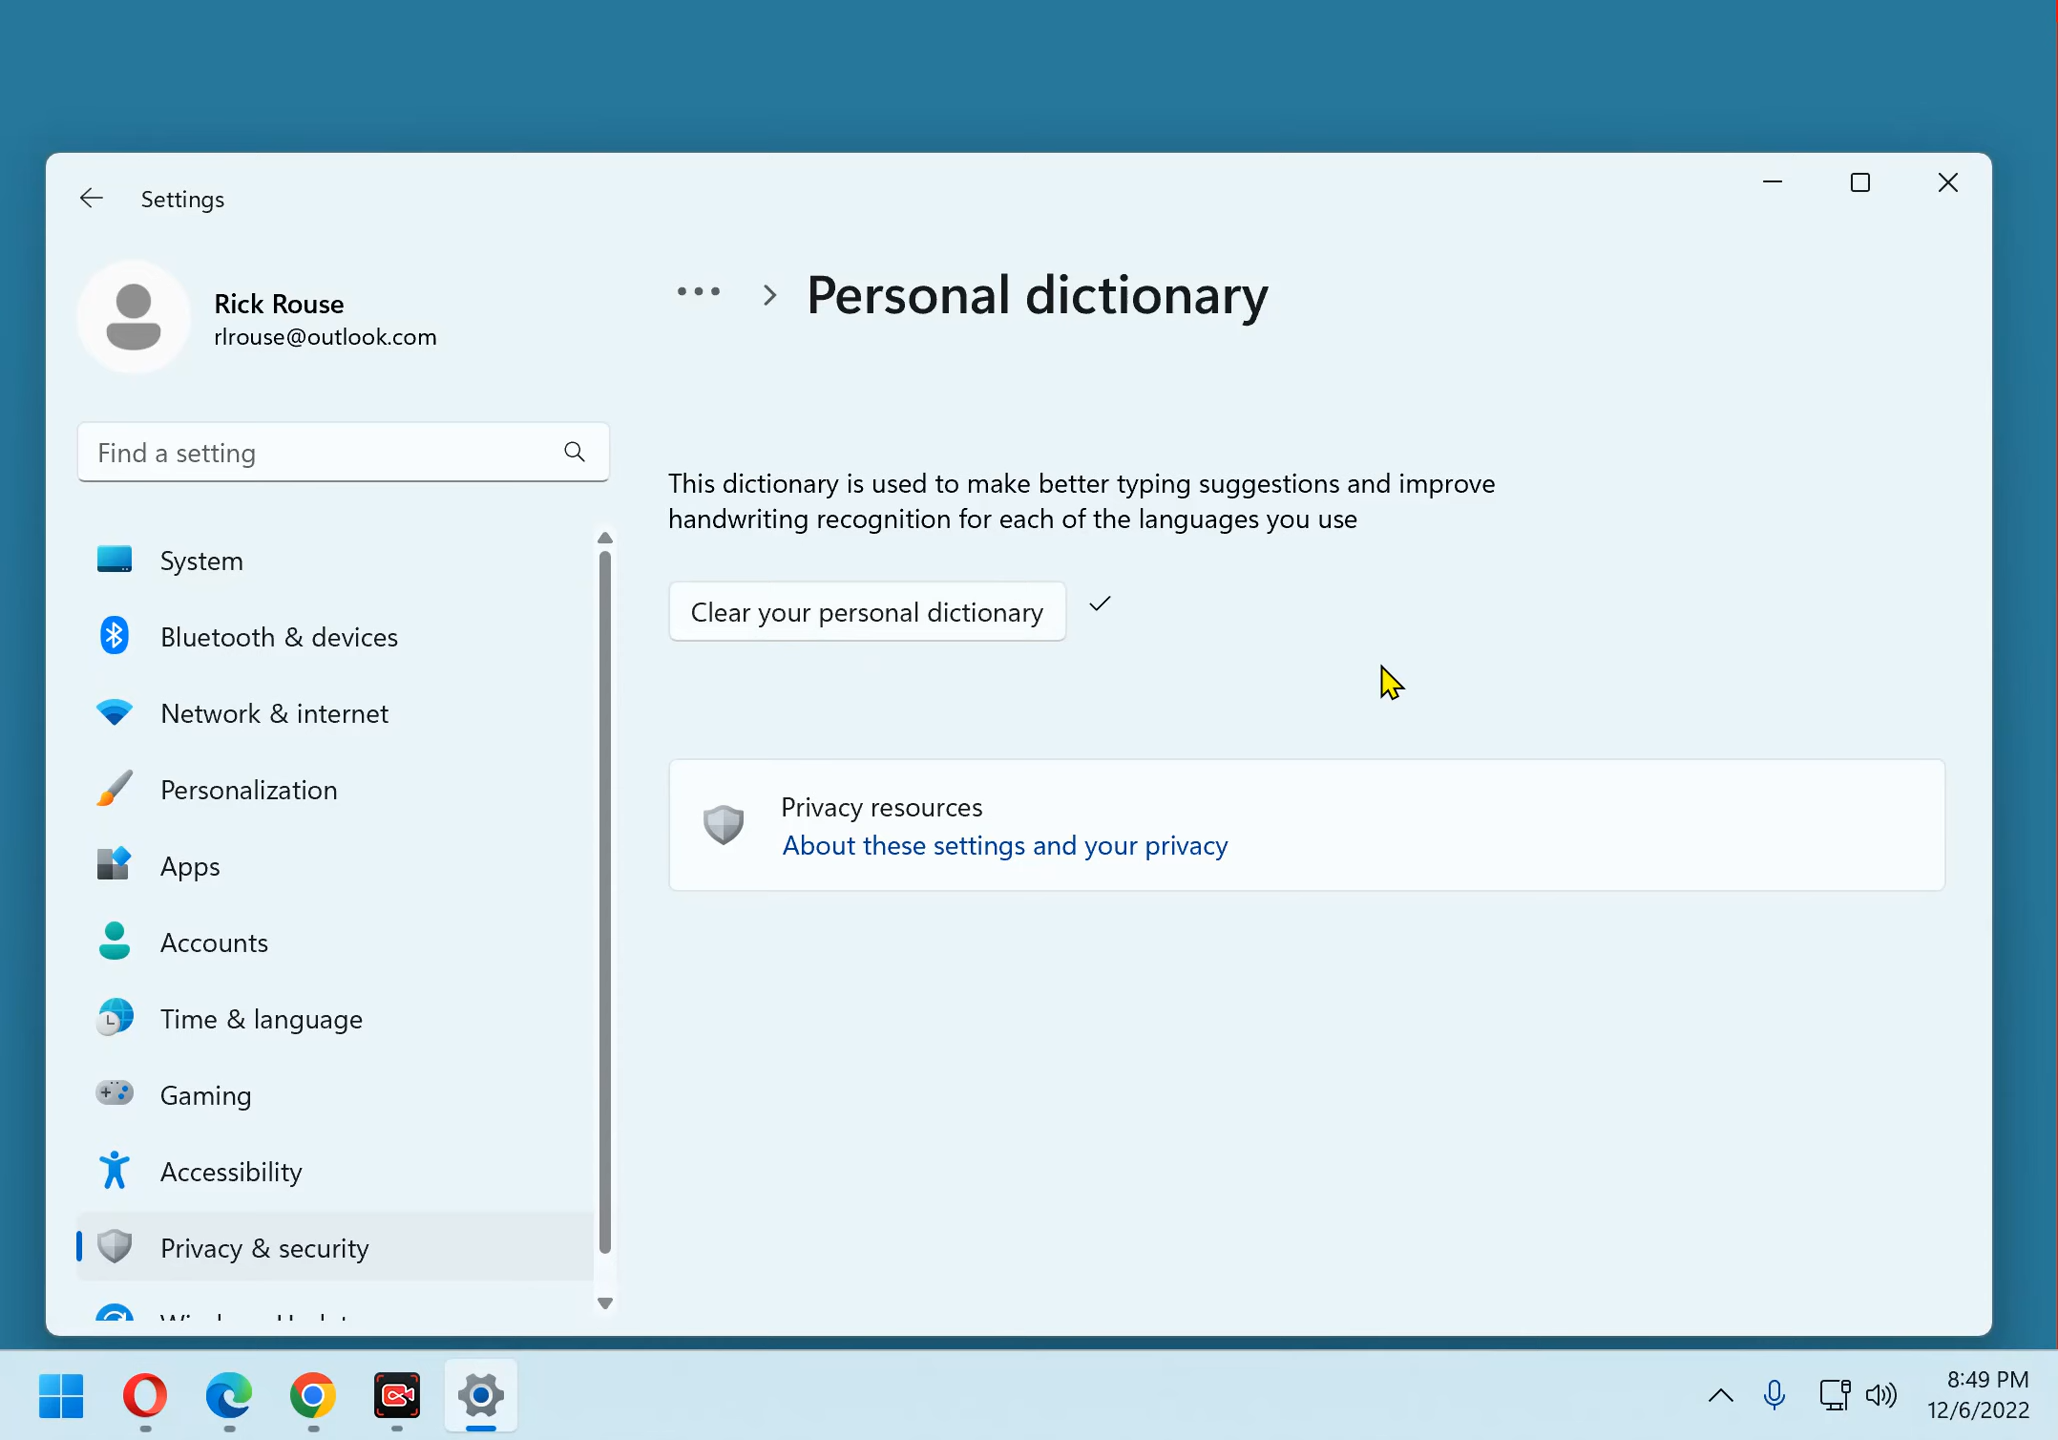 Settings
Rick Rouse
rlrouse@outlook.com
Find a setting
System
Bluetooth & devices
Network & internet
Personalization
Apps
Accounts
Time & language
Gaming
Accessibility
Privacy & security
Personal dictionary
This dictionary is used to make better typing suggestions and improve
handwriting recognition for each of the languages you use
Clear your personal dictionary
Privacy resources
About these settings and your privacy
8:49 PM
12/6/2022